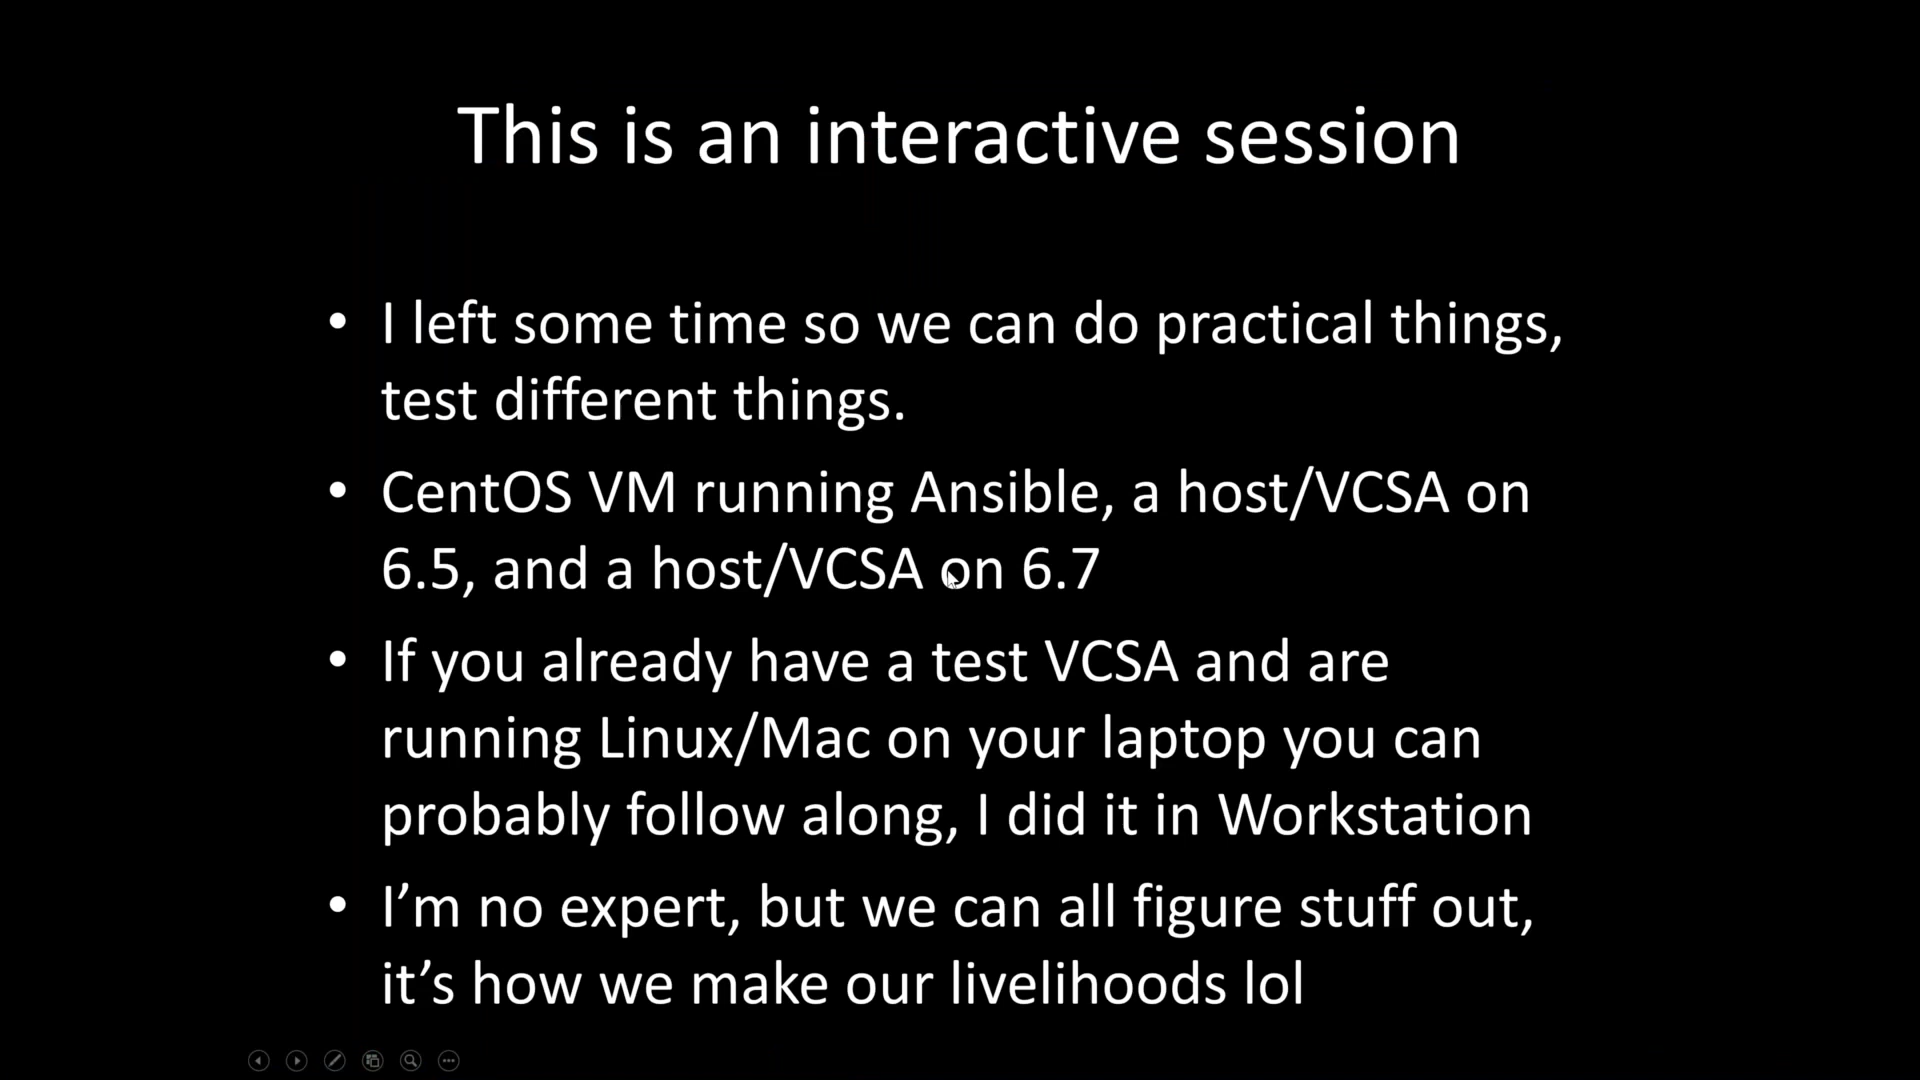 This is an interactive session
• I left some time so we can do practical things,
test different things.
• CentOS VM running Ansible, a host/VCSA on
6.5, and a host/VCSA on 6.7
• If you already have a test VCSA and are
running Linux/Mac on your laptop you can
probably follow along, I did it in Workstation
• I’m no expert, but we can all figure stuff out,
it’s how we make our livelihoods lol